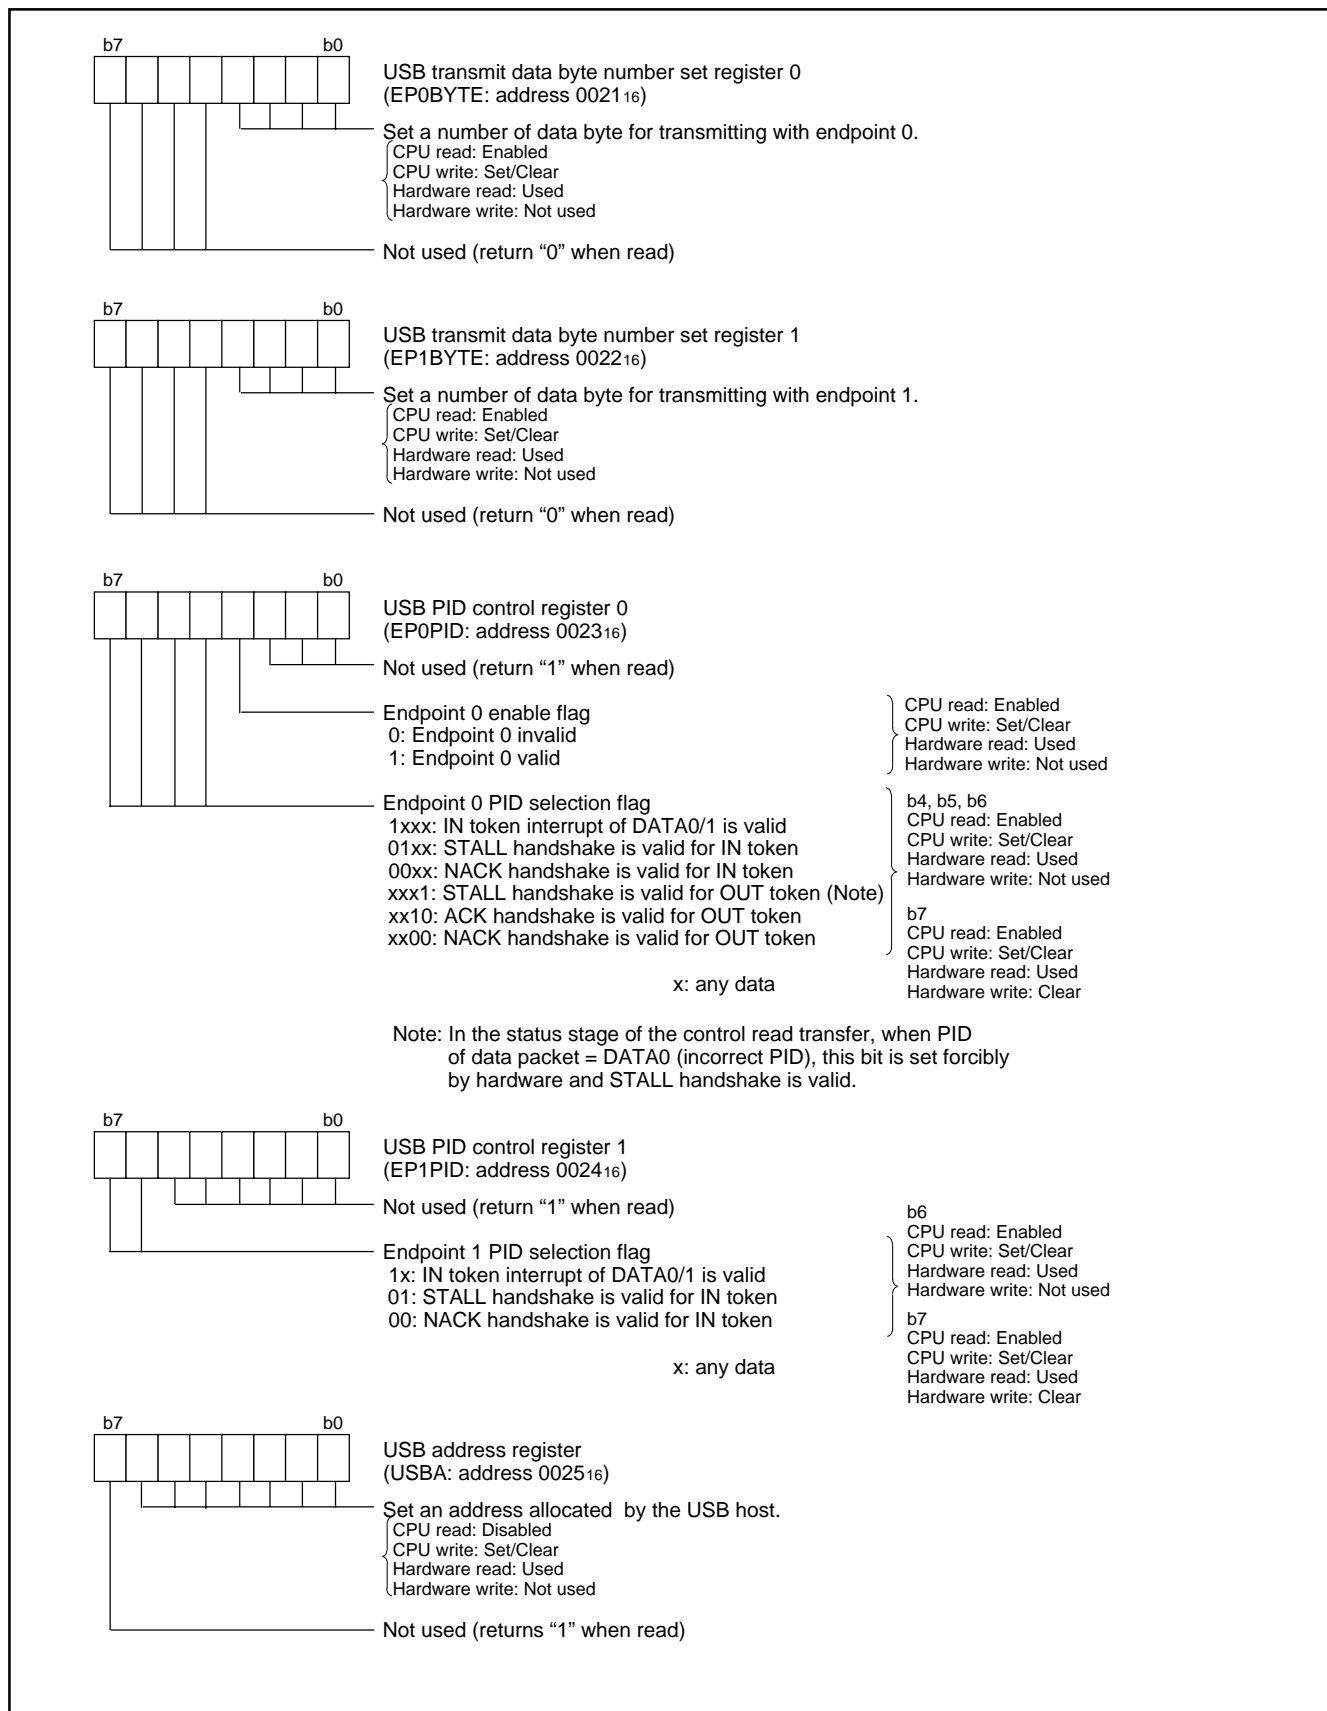 b7 b0
USB transmit data byte number set register 0
(EP0BYTE: address 002116)
Set a number of data byte for transmitting with endpoint 0.
CPU read: Enabled
CPU write: Set/Clear
Hardware read: Used
Hardware write: Not used
Not used (return “0” when read)
b7 b0
USB transmit data byte number set register 1
(EP1BYTE: address 002216)
Set a number of data byte for transmitting with endpoint 1.
CPU read: Enabled
CPU write: Set/Clear
Hardware read: Used
Hardware write: Not used
Not used (return “0” when read)
b7 b0
USB PID control register 0
(EP0PID: address 002316)
Not used (return “1” when read)
Endpoint 0 enable flag
0: Endpoint 0 invalid
1: Endpoint 0 valid
CPU read: Enabled
CPU write: Set/Clear
Hardware read: Used
Hardware write: Not used
Endpoint 0 PID selection flag
1xxx: IN token interrupt of DATA0/1 is valid
01xx: STALL handshake is valid for IN token
00xx: NACK handshake is valid for IN token
xxx1: STALL handshake is valid for OUT token (Note)
xx10: ACK handshake is valid for OUT token
xx00: NACK handshake is valid for OUT token
x: any data
b4, b5, b6
CPU read: Enabled
CPU write: Set/Clear
Hardware read: Used
Hardware write: Not used
b7
CPU read: Enabled
CPU write: Set/Clear
Hardware read: Used
Hardware write: Clear
Note: In the status stage of the control read transfer, when PID
of data packet = DATA0 (incorrect PID), this bit is set forcibly
by hardware and STALL handshake is valid.
b7 b0
USB PID control register 1
(EP1PID: address 002416)
Not used (return “1” when read)
Endpoint 1 PID selection flag
1x: IN token interrupt of DATA0/1 is valid
01: STALL handshake is valid for IN token
00: NACK handshake is valid for IN token
x: any data
b6
CPU read: Enabled
CPU write: Set/Clear
Hardware read: Used
Hardware write: Not used
b7
CPU read: Enabled
CPU write: Set/Clear
Hardware read: Used
Hardware write: Clear
b7 b0
USB address register
(USBA: address 002516)
Set an address allocated by the USB host.
CPU read: Disabled
CPU write: Set/Clear
Hardware read: Used
Hardware write: Not used
Not used (returns “1” when read)